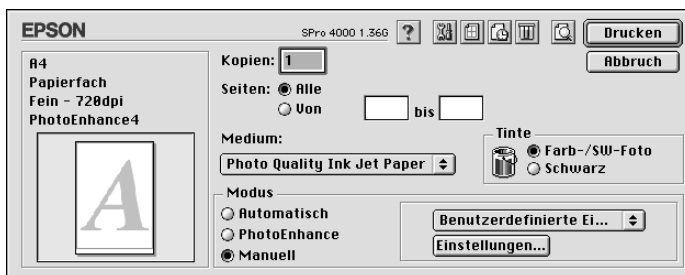 EPSON
SPro 4000 1.36G
?
Drucken
Abbruch
A4
Papierfach
Fein - 720dpi
PhotoEnhance4
A
Kopien: 1
Seiten: Alle
Von bis
Medium:
Photo Quality Ink Jet Paper
Tinte
Farb-/SW-Foto
Schwarz
Modus
Automatisch
PhotoEnhance
Manuell
Benutzerdefinierte Ei...
Einstellungen...